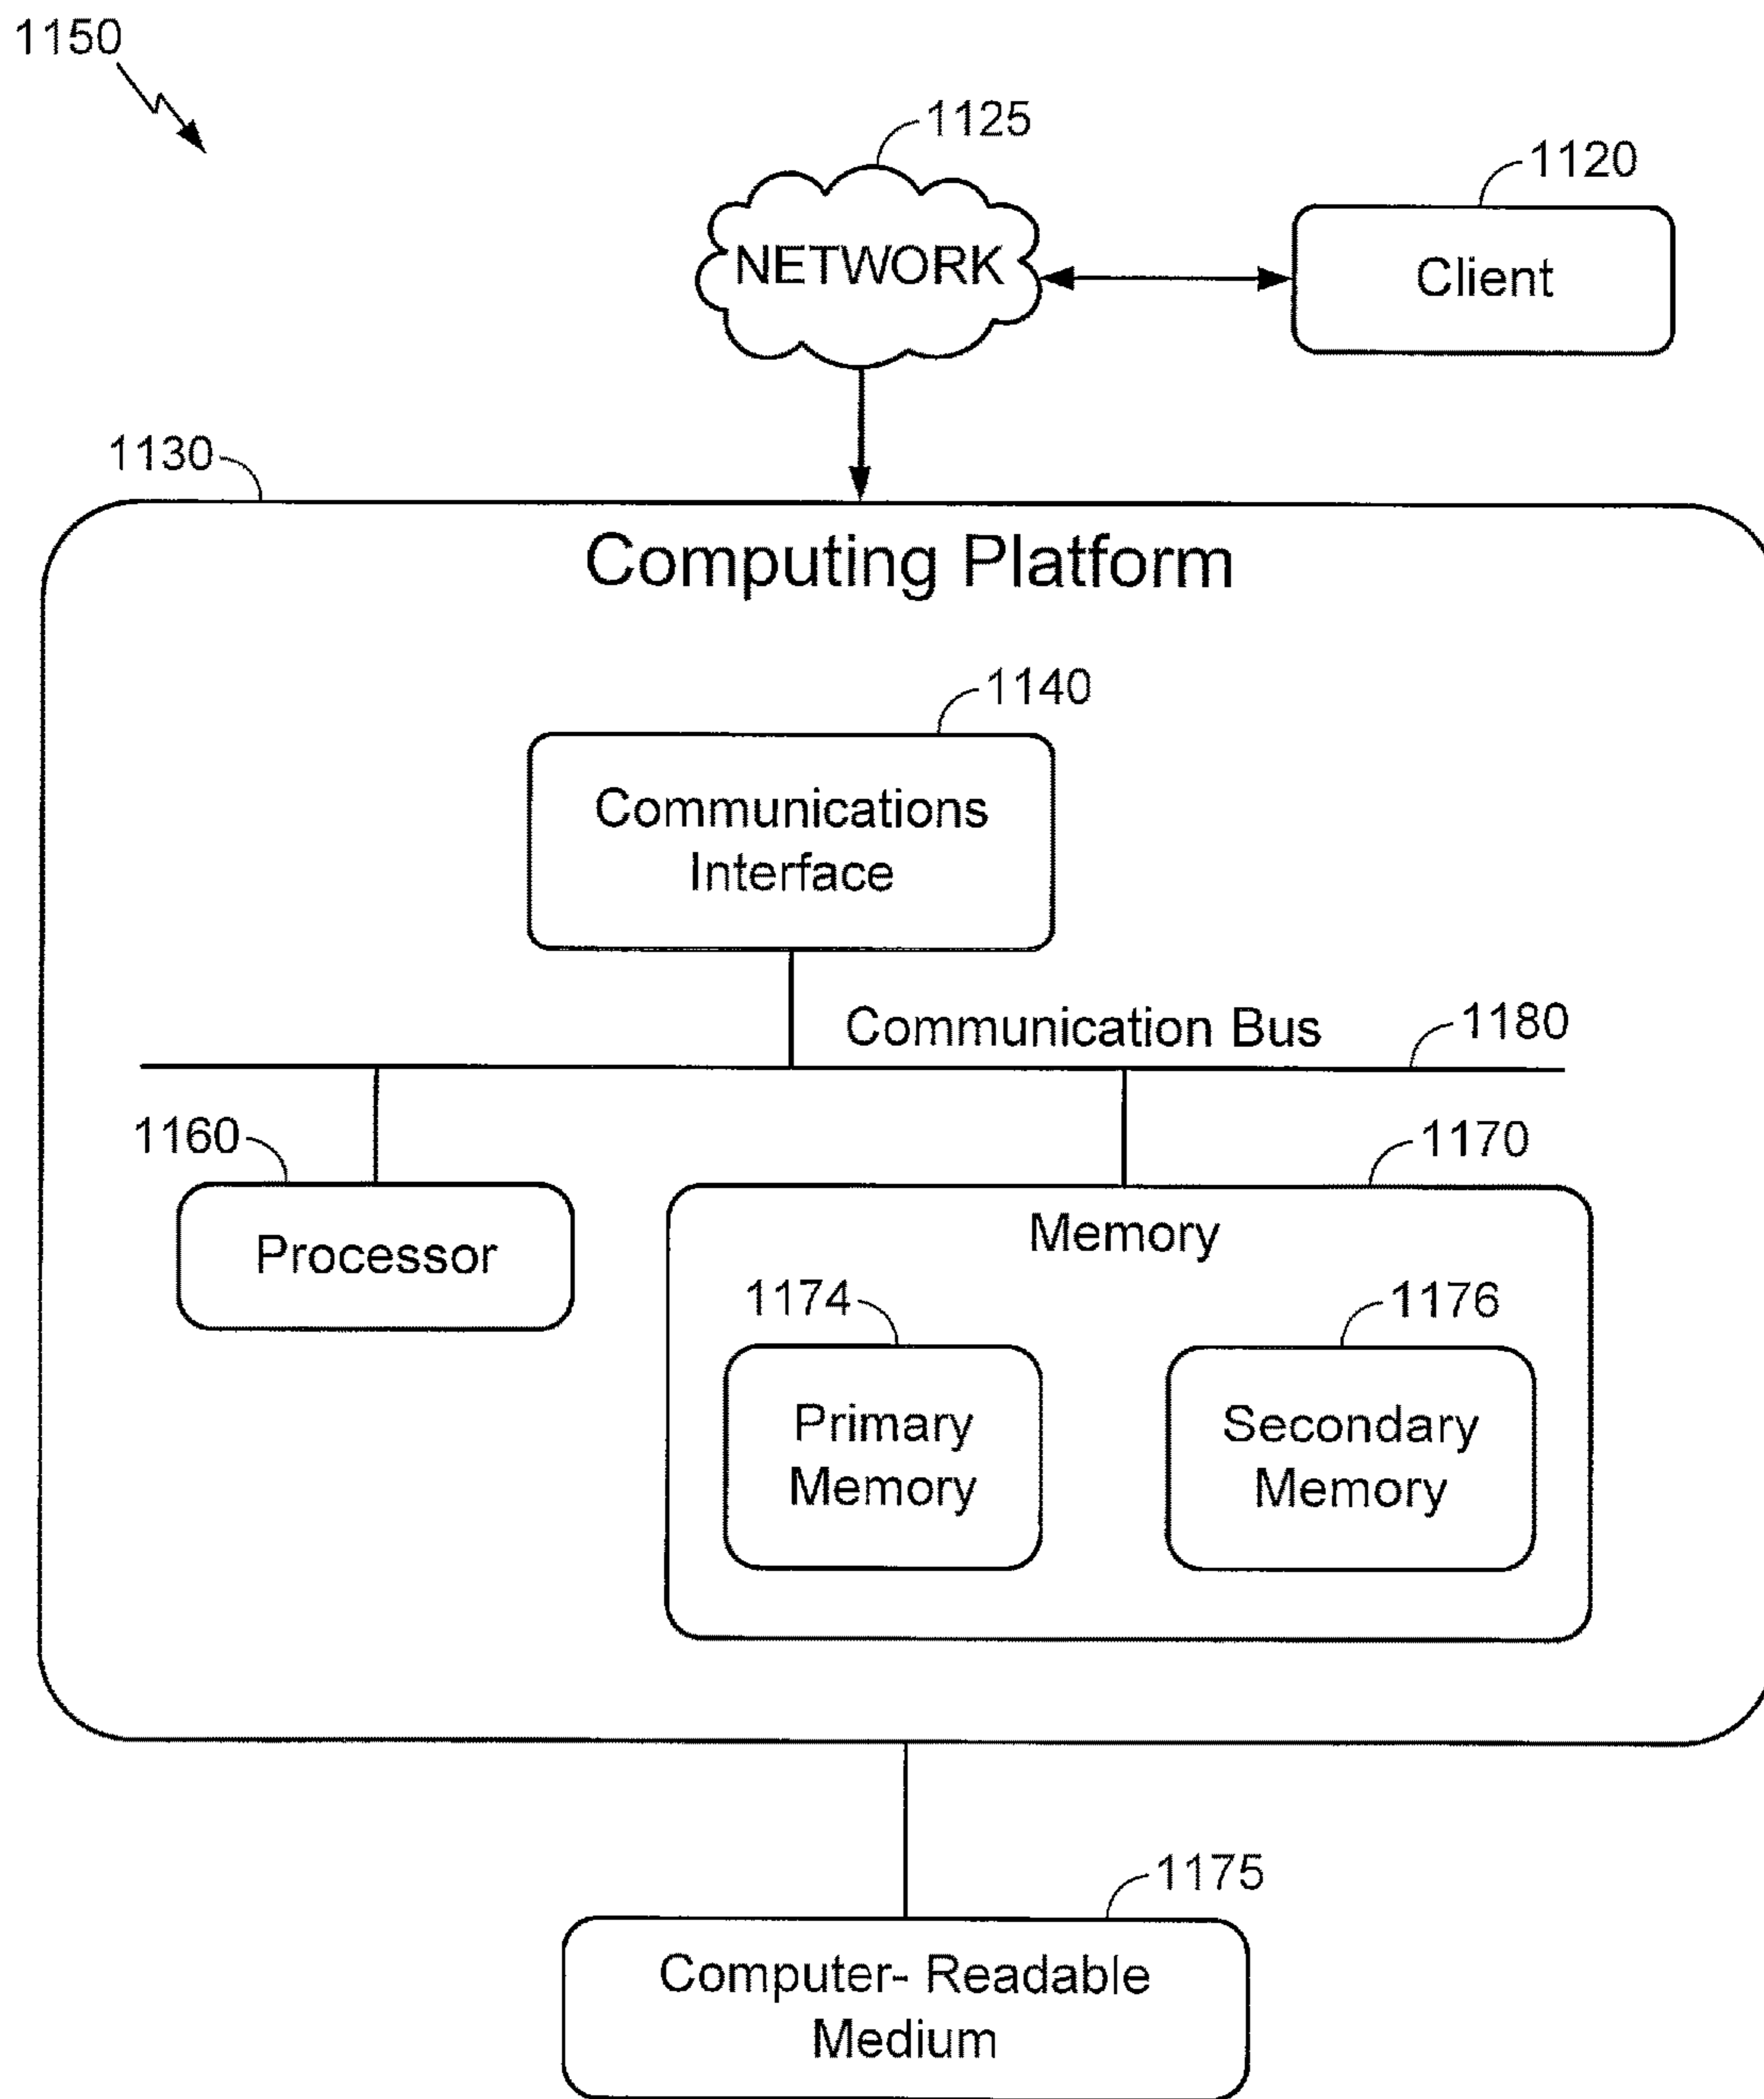 1150
1125
1120
NETWORK
Client
1130
Computing Platform
1140
Communications
Interface
Communication Bus
1180
1160
1170
Processor
Memory
1174
1176
Primary
Memory
Secondary
Memory
1175
Computer- Readable
Medium